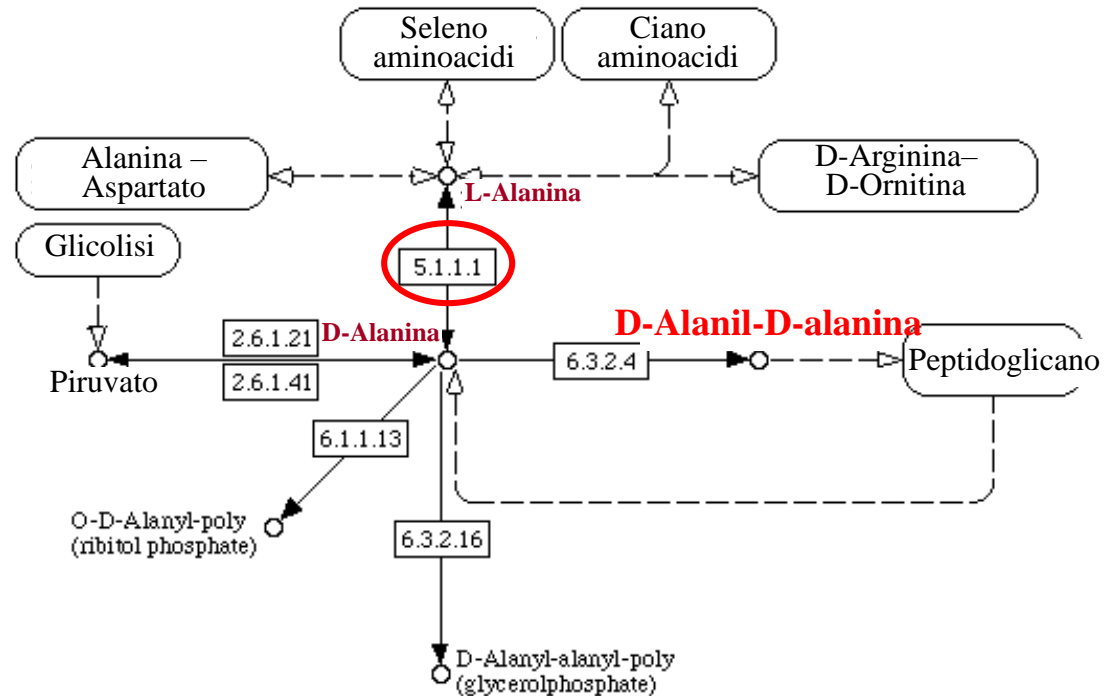 Seleno
aminoacidi
Ciano
aminoacidi
Alanina –
Aspartato
D-Arginina–
D-Ornitina
L-Alanina
Glicolisi
5.1.1.1
D-Alanina
D-Alanil-D-alanina
2.6.1.21
2.6.1.41
Piruvato
6.3.2.4
Peptidoglicano
6.1.1.13
O-D-Alanyl-poly
(ribitol phosphate)
6.3.2.16
D-Alanyl-alanyl-poly
(glycerolphosphate)